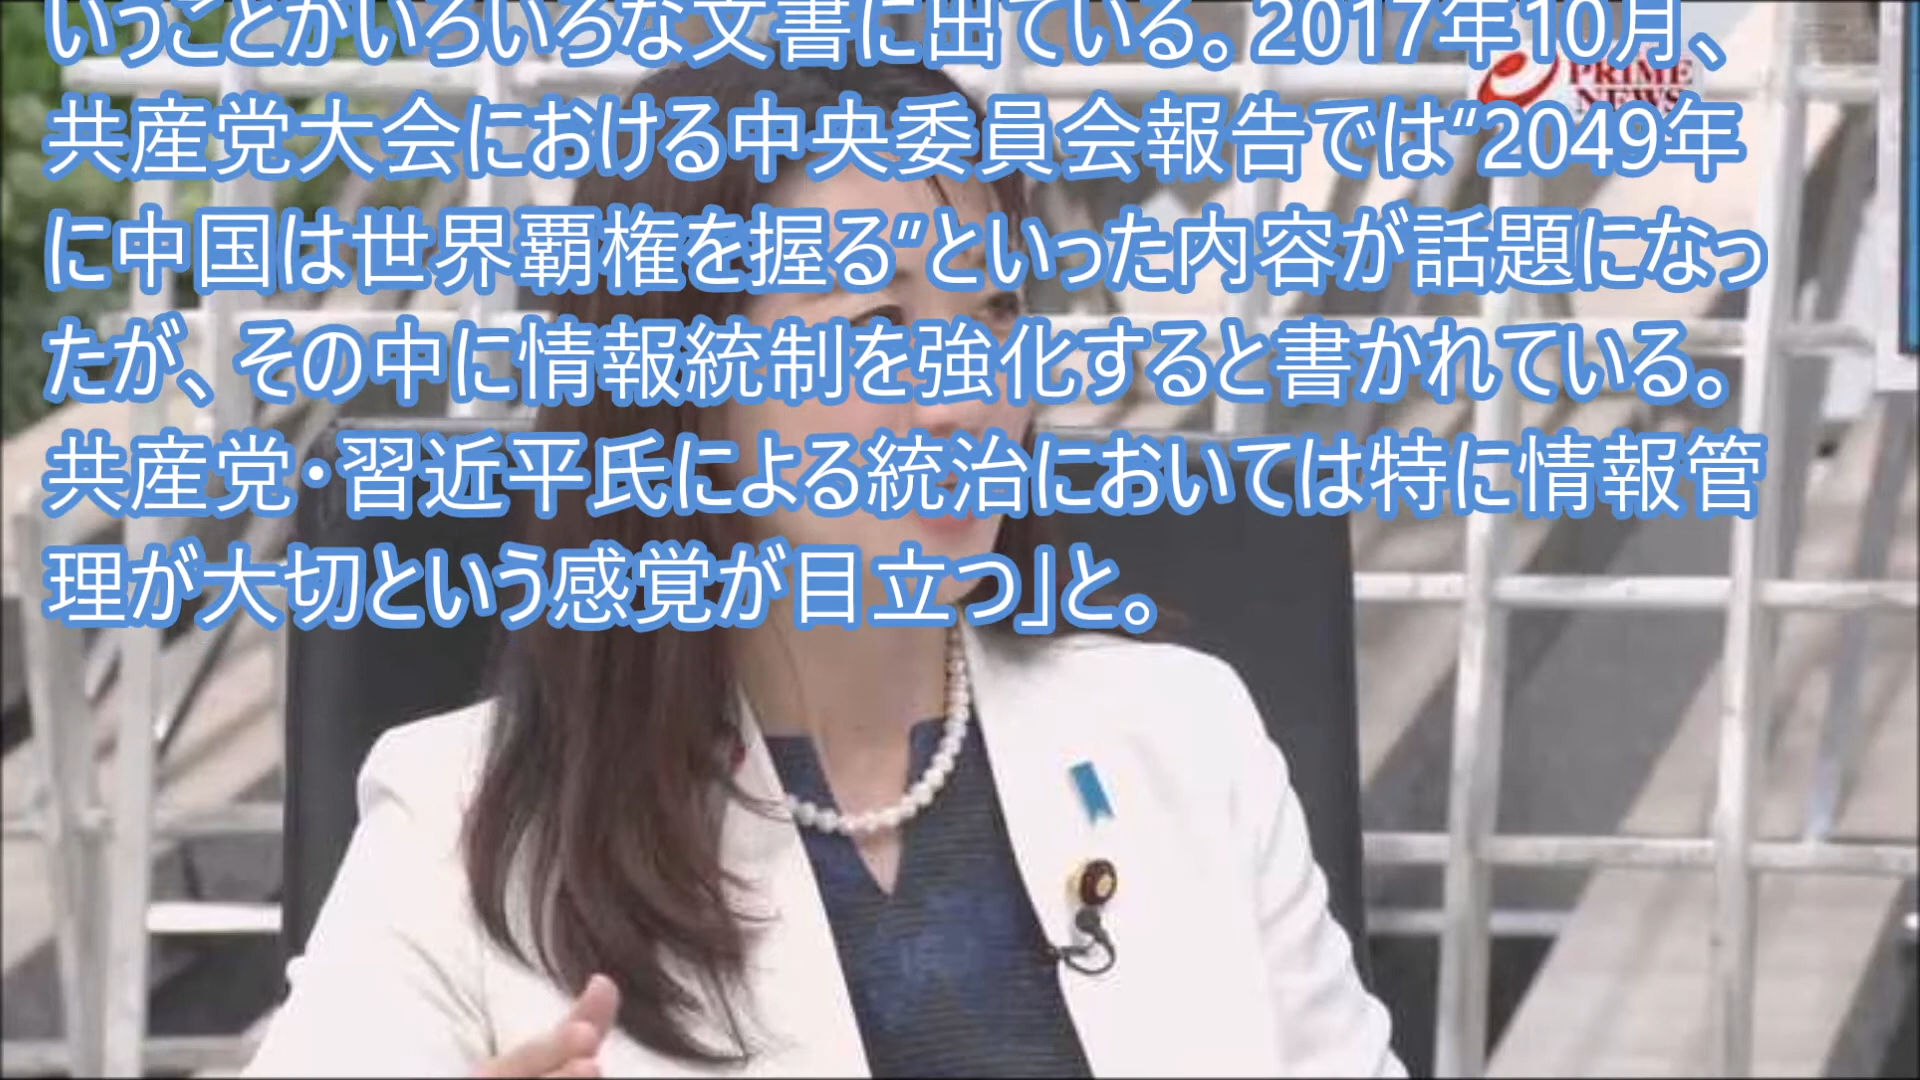 いうことがいろいろな文書に出ている。2017年10月、
PRIME
NEWS
共産党大会における中央委員会報告では"2049年
に中国は世界覇権を握る"といった内容が話題になっ
たが、その中に情報統制を強化すると書かれている。
共産党・習近平氏による統治においては特に情報管
理が大切という感覚が目立つ」と。